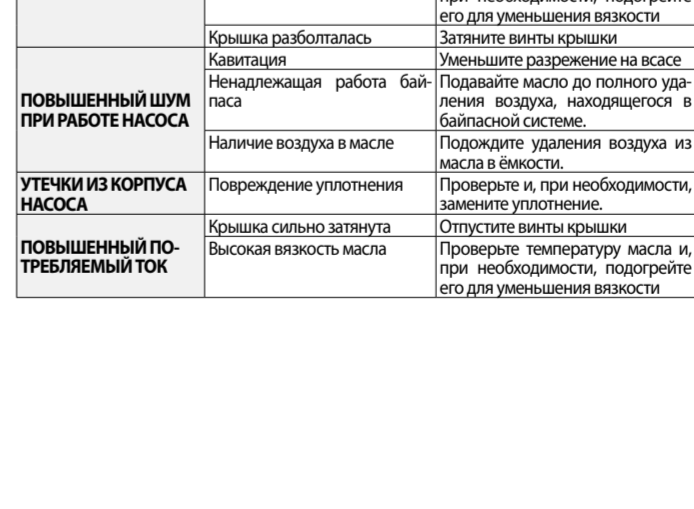 при необходимости, подогрейте
его для уменьшения вязкости
Крышка разболталась
Затяните винты крышки
ПОВЫШЕННЫЙ ШУМ
ПРИ РАБОТЕ НАСОСА
Кавитация
Уменьшите разрежение на всасе
Ненадлежащая работа бай-
паса
Подавайте масло до полного уда-
ления воздуха, находящегося в
байпасной системе.
Наличие воздуха в масле
Подождите удаления воздуха из
масла в ёмкости.
УТЕЧКИ ИЗ КОРПУСА
НАСОСА
Повреждение уплотнения
Проверьте и, при необходимости,
замените уплотнение.
ПОВЫШЕННЫЙ ПО-
ТРЕБЛЯЕМЫЙ ТОК
Крышка сильно затянута
Отпустите винты крышки
Высокая вязкость масла
Проверьте температуру масла и,
при необходимости, подогрейте
его для уменьшения вязкости